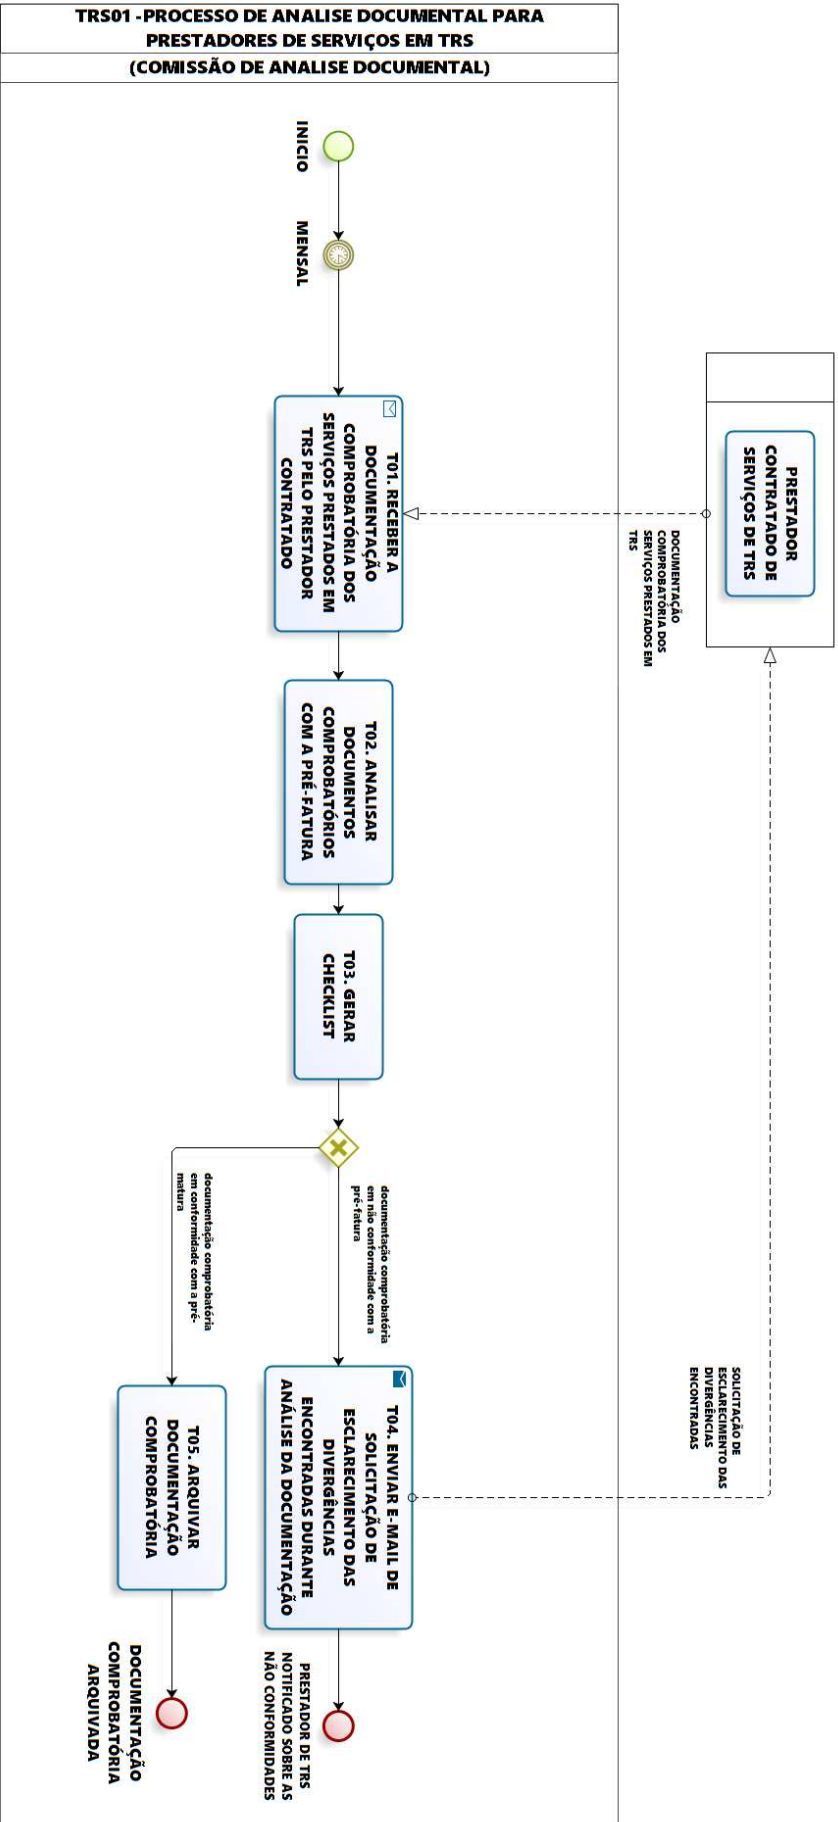 TRS01 -PROCESSO DE ANALISE DOCUMENTAL PARA
PRESTADORES DE SERVIÇOS EM TRS
(COMISSÃO DE ANALISE DOCUMENTAL)
INICIO
MENSAL
PRESTADOR
CONTRATADO DE
SERVIÇOS DE TRS
DOCUMENTAÇÃO
COMPROBATÓRIA DOS
SERVIÇOS PRESTADOS EM
TRS
T01. RECEBER A
DOCUMENTAÇÃO
COMPROBATÓRIA DOS
SERVIÇOS PRESTADOS EM
TRS PELO PRESTADOR
CONTRATADO
T02. ANALISAR
DOCUMENTOS
COMPROBATÓRIOS
COM A PRÉ-FATURA
T03. GERAR
CHECKLIST
documentação comprobatória
em não conformidade com a
pré-fatura
documentação comprobatória
em conformidade com a pré-
matura
SOLICITAÇÃO DE
ESCLARECIMENTO DAS
DIVERGÊNCIAS
ENCONTRADAS
T04. ENVIAR E-MAIL DE
SOLICITAÇÃO DE
ESCLARECIMENTO DAS
DIVERGÊNCIAS
ENCONTRADAS DURANTE
ANÁLISE DA DOCUMENTAÇÃO
T05. ARQUIVAR
DOCUMENTAÇÃO
COMPROBATÓRIA
PRESTADOR DE TRS
NOTIFICADO SOBRE AS
NÃO CONFORMIDADES
DOCUMENTAÇÃO
COMPROBATÓRIA
ARQUIVADA